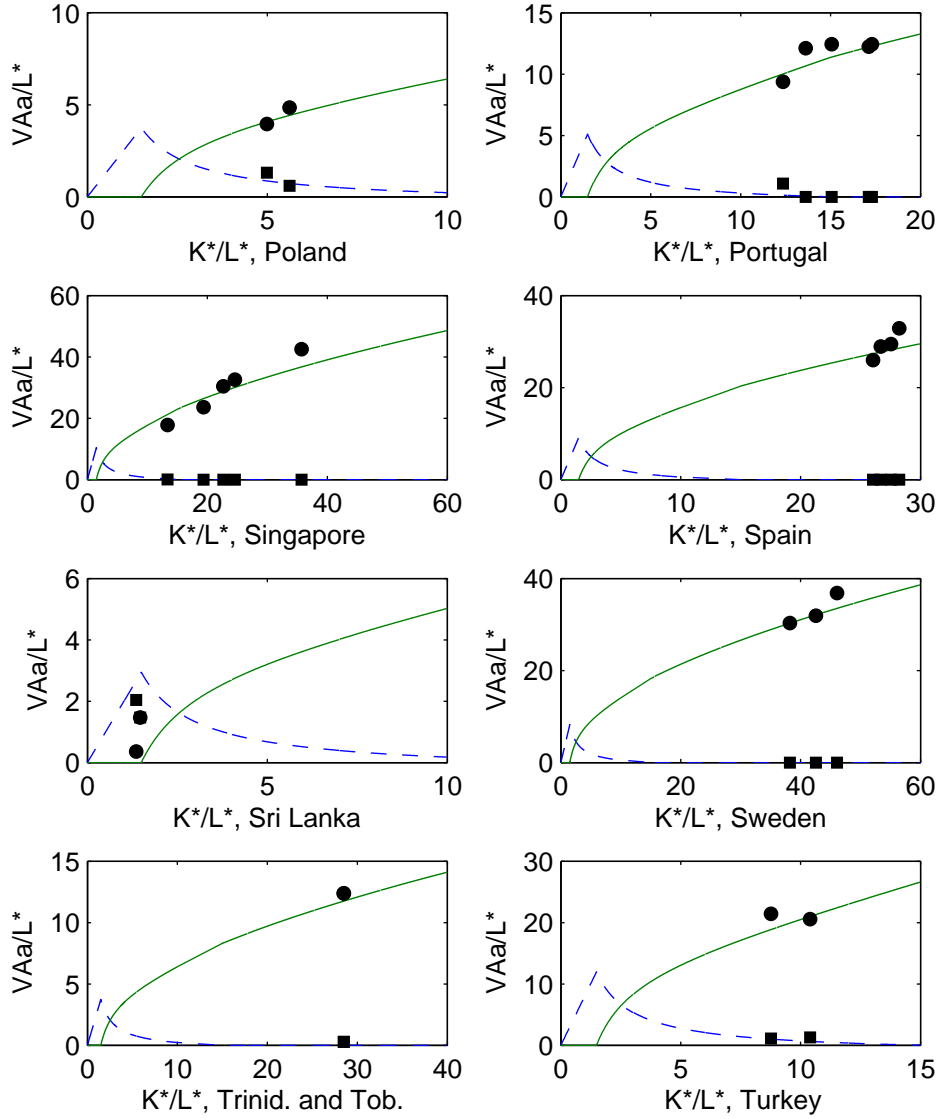 10
5
0
0 5 10
VAa/L*
K*/L*, Poland
15
10
5
0
0 5 10 15 20
VAa/L*
K*/L*, Portugal
60
40
20
0
0 20 40 60
VAa/L*
K*/L*, Singapore
40
20
0
0 10 20 30
VAa/L*
K*/L*, Spain
6
4
2
0
0 5 10
VAa/L*
K*/L*, Sri Lanka
40
20
0
0 20 40 60
VAa/L*
K*/L*, Sweden
15
10
5
0
0 10 20 30 40
VAa/L*
K*/L*, Trinid. and Tob.
30
20
10
0
0 5 10 15
VAa/L*
K*/L*, Turkey